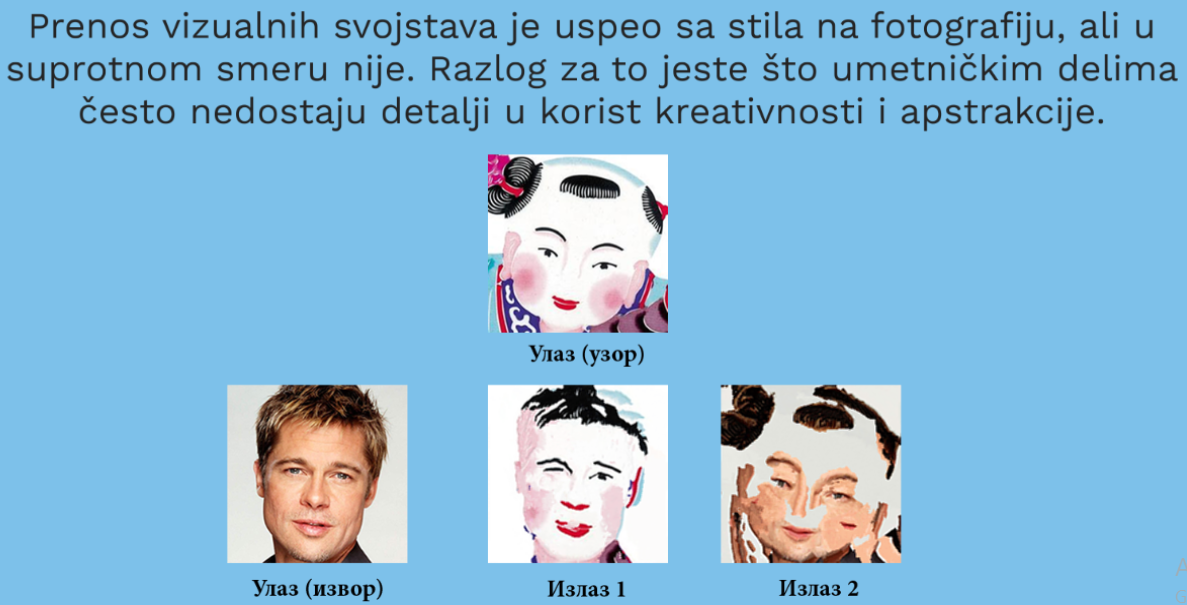 Prenos vizualnih svojstava je uspeo sa stila na fotografiju, ali u
suprotnom smeru nije. Razlog za to jeste što umetničkim delima
često nedostaju detalji u korist kreativnosti i apstrakcije.
Улаз (узор)
Улаз (извор)
Излаз 1
Излаз 2